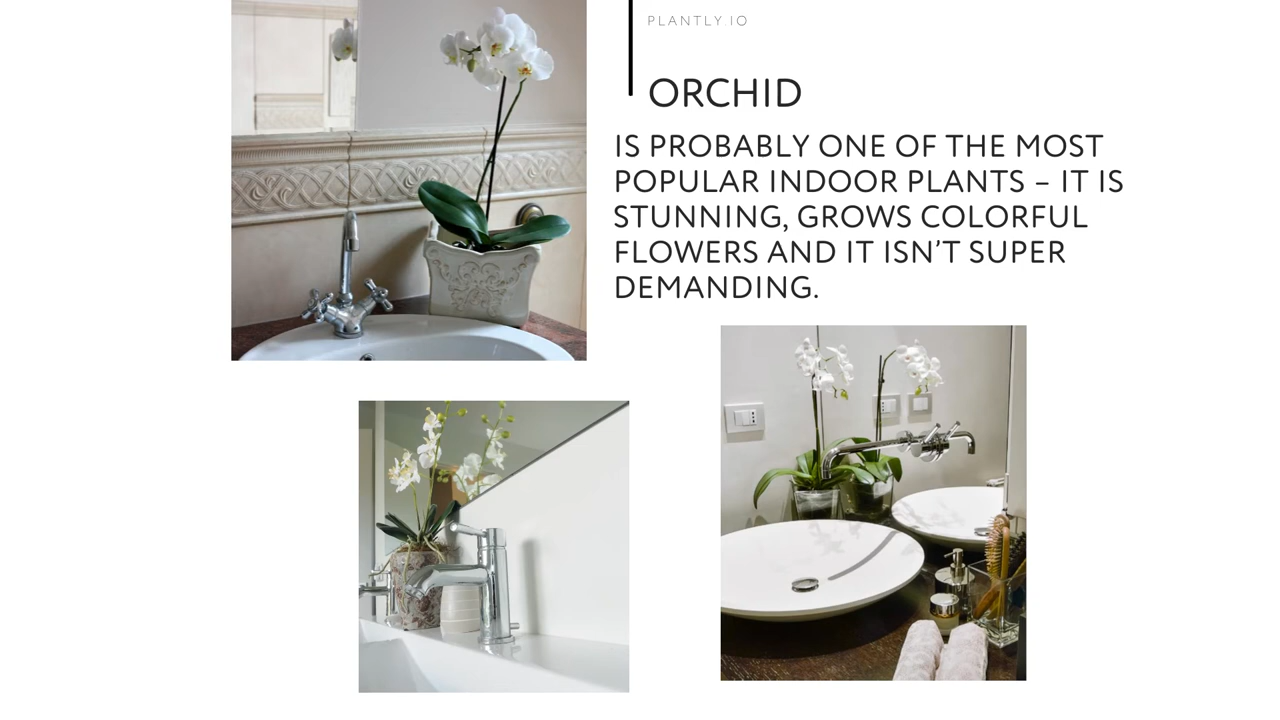 PLANTLY.IO
ORCHID
IS PROBABLY ONE OF THE MOST
POPULAR INDOOR PLANTS – IT IS
STUNNING, GROWS COLORFUL
FLOWERS AND IT ISN’T SUPER
DEMANDING.